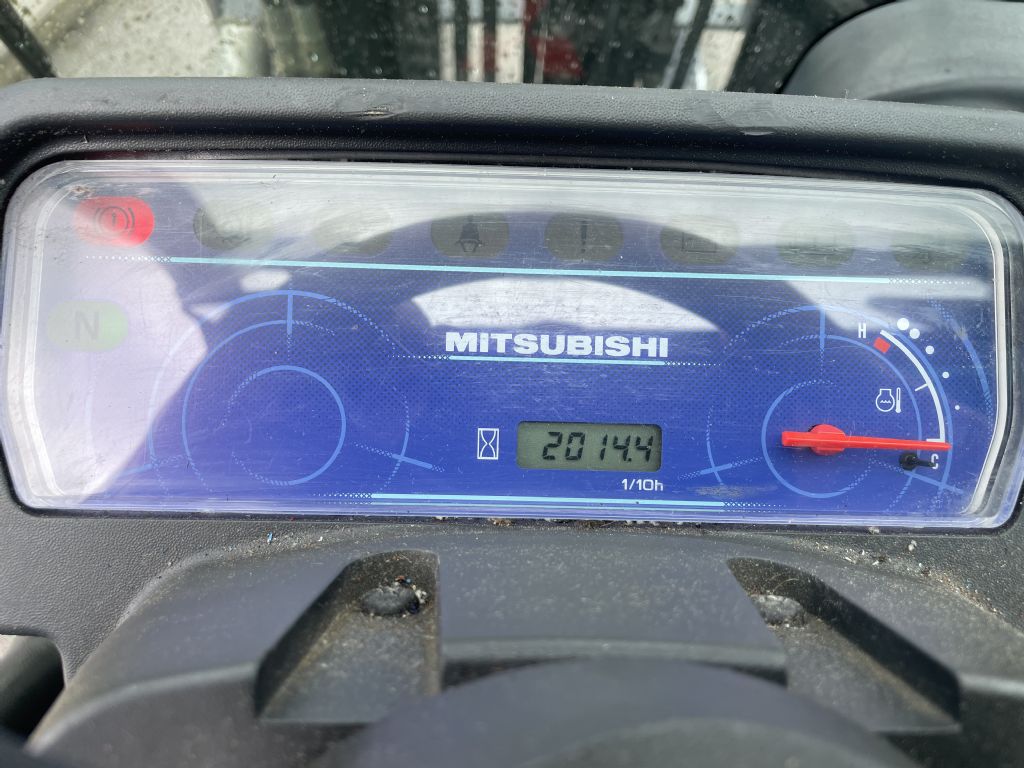 N
H
MITSUBISHI
2014.4
C
1/10h